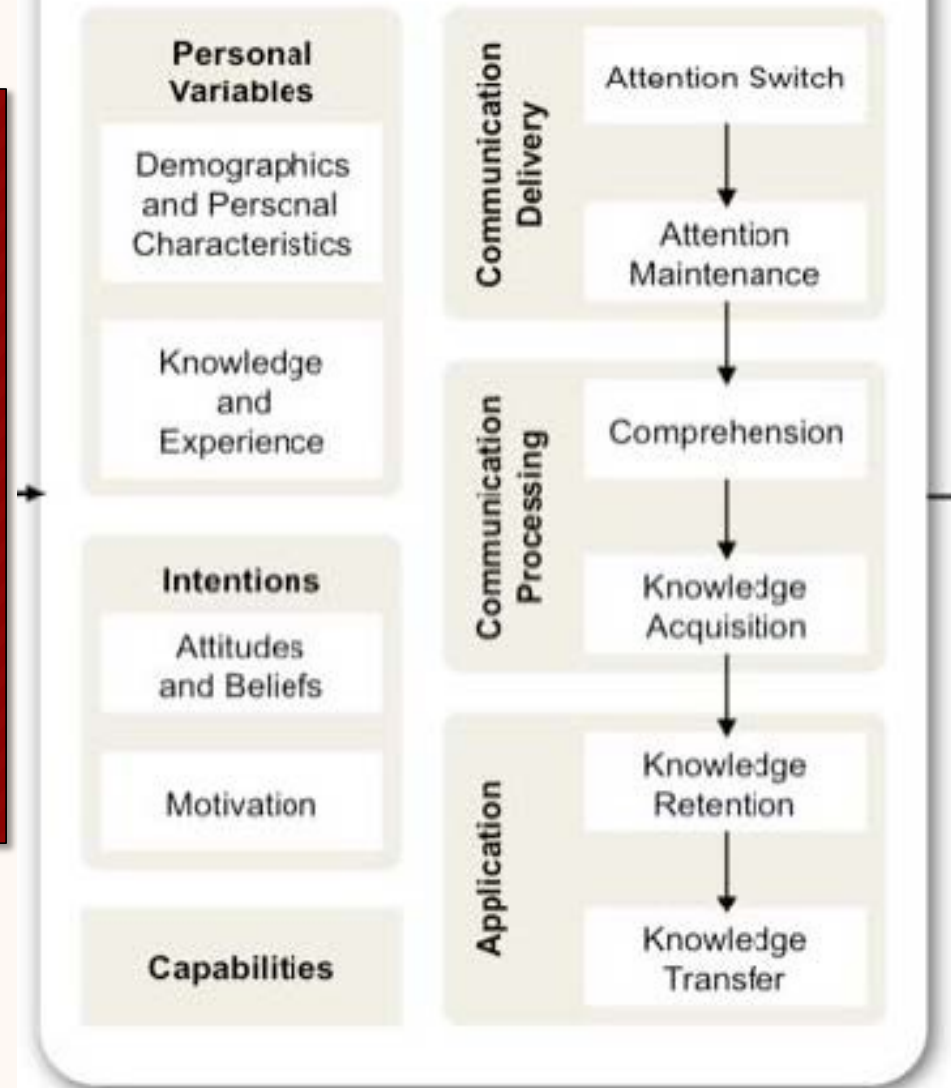 Personal
Variables
Demographics
and Personal
Characteristics
Knowledge
and
Experience
Intentions
Attitudes
and Beliefs
Motivation
Capabilities
Communication
Delivery
Attention Switch
Attention
Maintenance
Communication
Processing
Comprehension
Knowledge
Acquisition
Application
Knowledge
Retention
Knowledge
Transfer